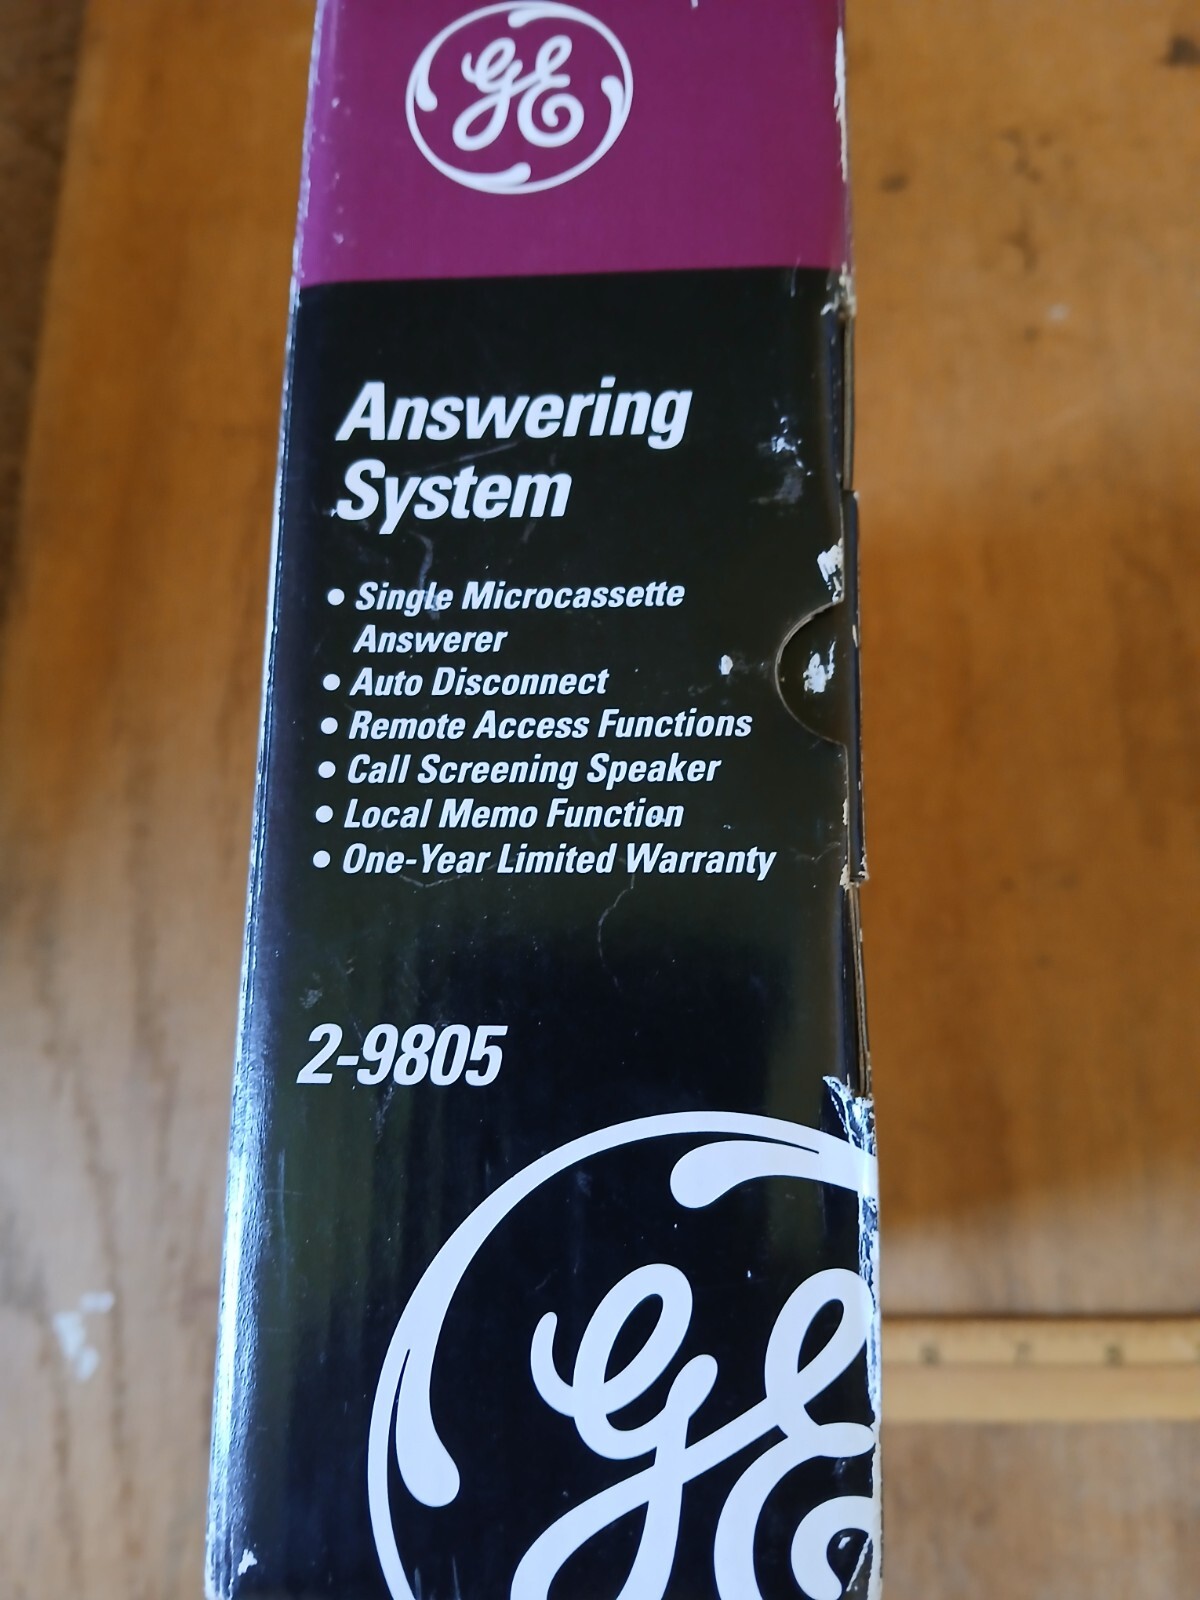 GE
Answering
System
• Single Microcassette
Answerer
• Auto Disconnect
• Remote Access Functions
• Call Screening Speaker
• Local Memo Function
• One-Year Limited Warranty
2-9805
GE